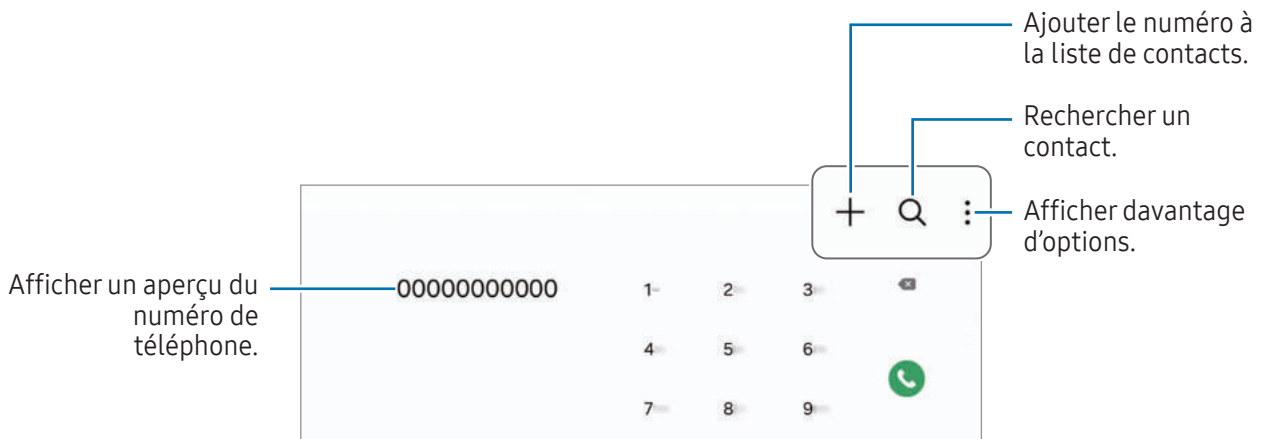 Ajouter le numéro à
la liste de contacts.
Rechercher un
contact.
Afficher davantage
d'options.
Afficher un aperçu du
numéro de
téléphone.
00000000000
1 2 3
4 5 6
7 8 9